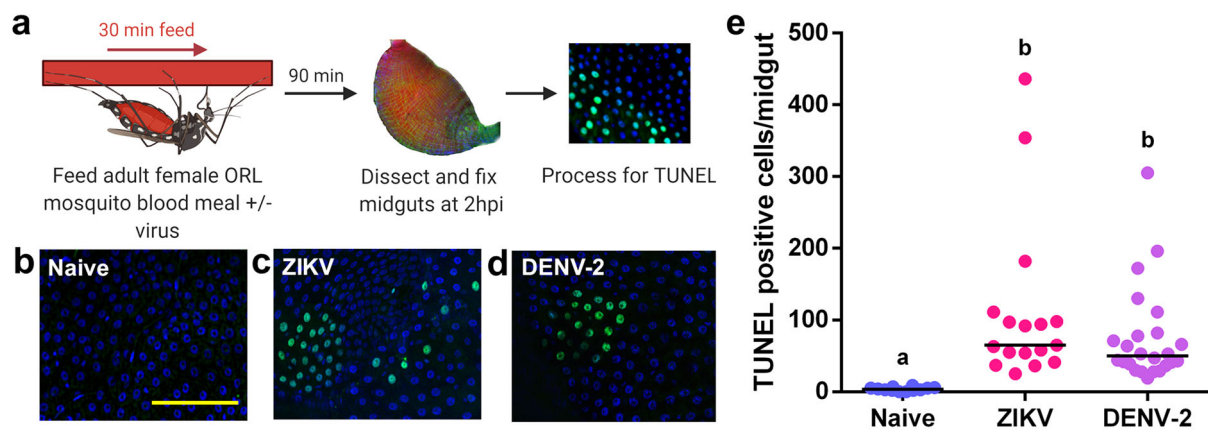 a
30 min feed
90 min
Feed adult female ORL
mosquito blood meal +/-
virus
Dissect and fix
midguts at 2hpi
Process for TUNEL
b
Naive
c
ZIKV
d
DENV-2
e
TUNEL positive cells/midgut
500
400
300
200
100
0
a
b
b
Naive
ZIKV
DENV-2